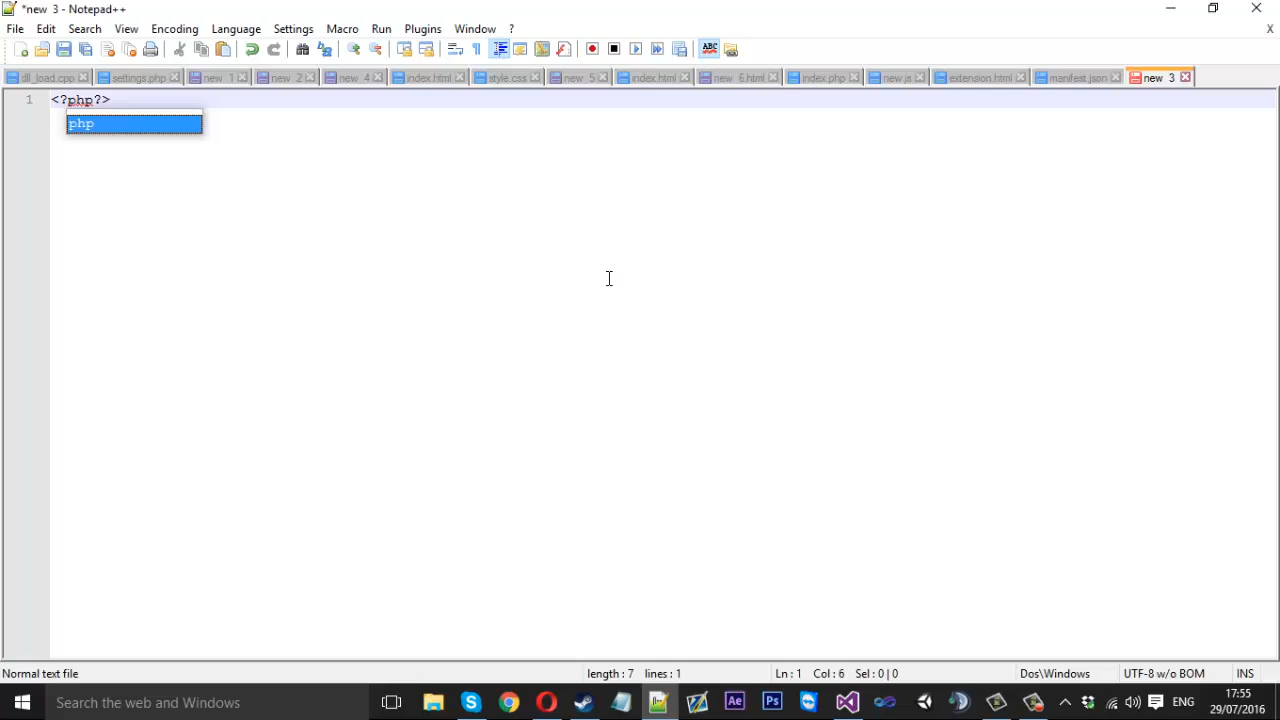 *new 3 - Notepad++
File Edit Search View Encoding Language Settings Macro Run Plugins Window ? X
dll_load.cpp settings.php new 1 new 2 new 4 index.html style.css new 5 index.html new 6.html index.php new.js extension.html manifest.json new 3
1 <?php?>
php
Normal text file length : 7 lines : 1 Ln : 1 Col : 6 Sel : 0 | 0 Dos\Windows UTF-8 w/o BOM INS
Search the web and Windows ENG 17:55
29/07/2016